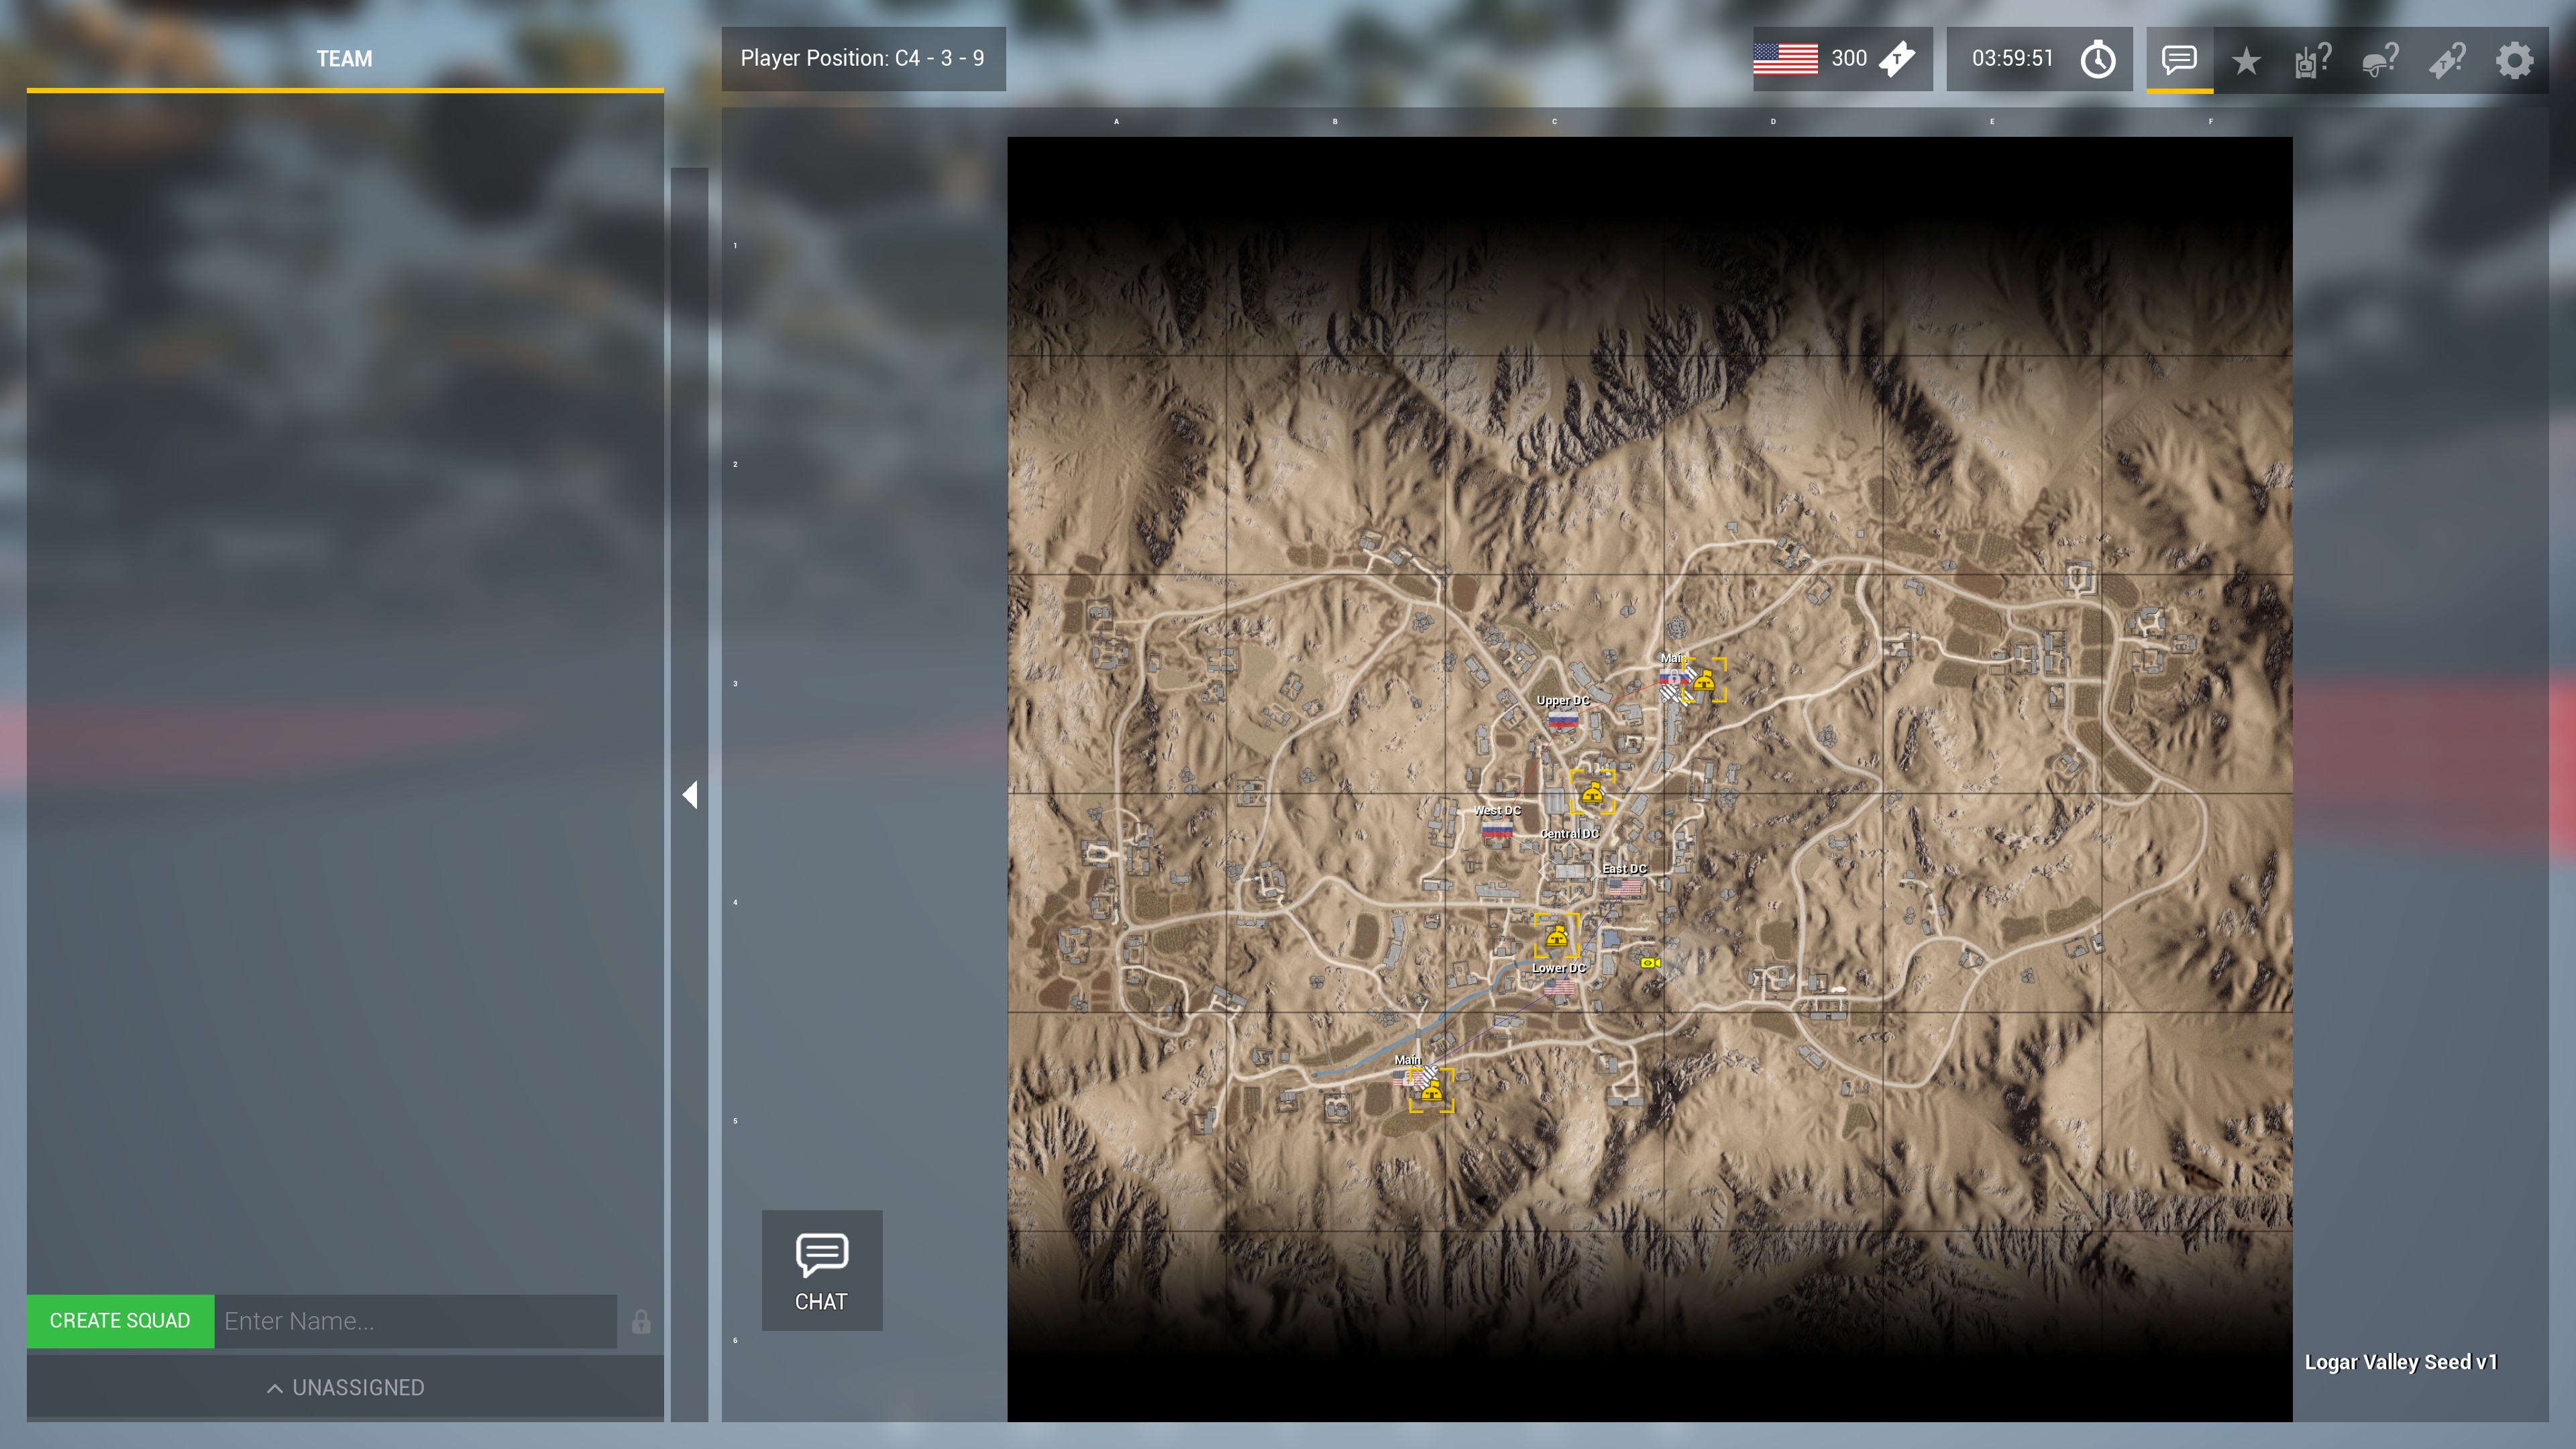 TEAM
Player Position: C4 - 3 - 9
300
03:59:51
A B C D E F
1
2
3
4
5
6
Main
Upper DC
West DC
Central DC
East DC
Lower DC
Main
CHAT
CREATE SQUAD
Enter Name...
UNASSIGNED
Logar Valley Seed v1